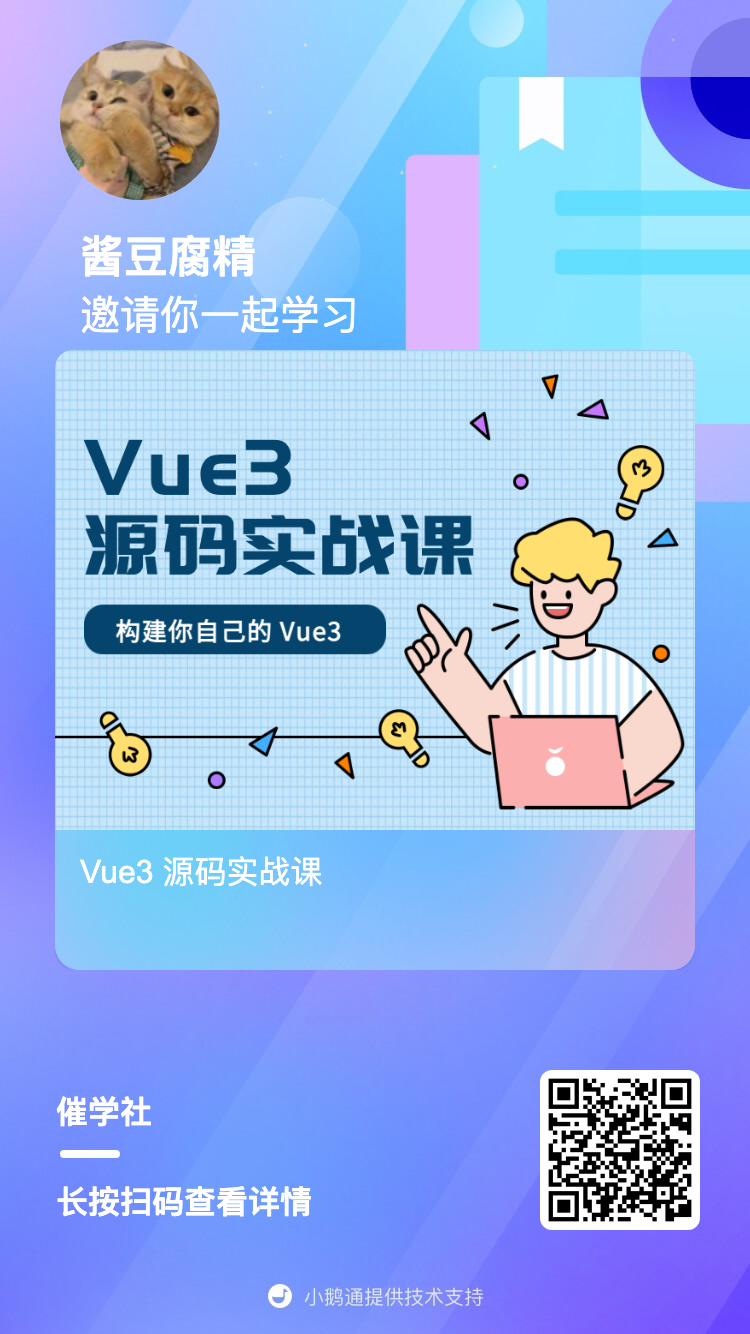 酱豆腐精
邀请你一起学习
Vue3
源码实战课
构建你自己的 Vue3
Vue3 源码实战课
催学社
长按扫码查看详情
小鹅通提供技术支持